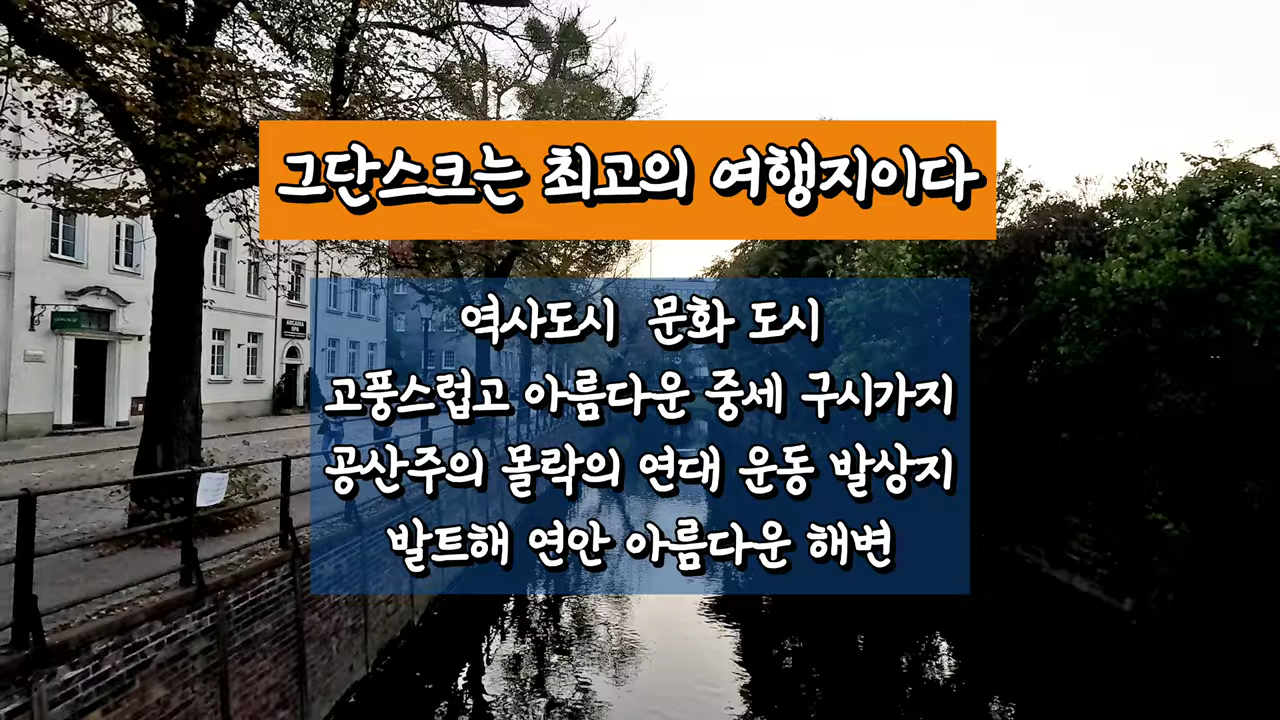 그단스크는 최고의 여행지이다
역사도시 문화 도시
고풍스럽고 아름다운 중세 구시가지
공산주의 몰락의 연대 운동 발상지
발트해 연안 아름다운 해변
ARCADIA
SPA